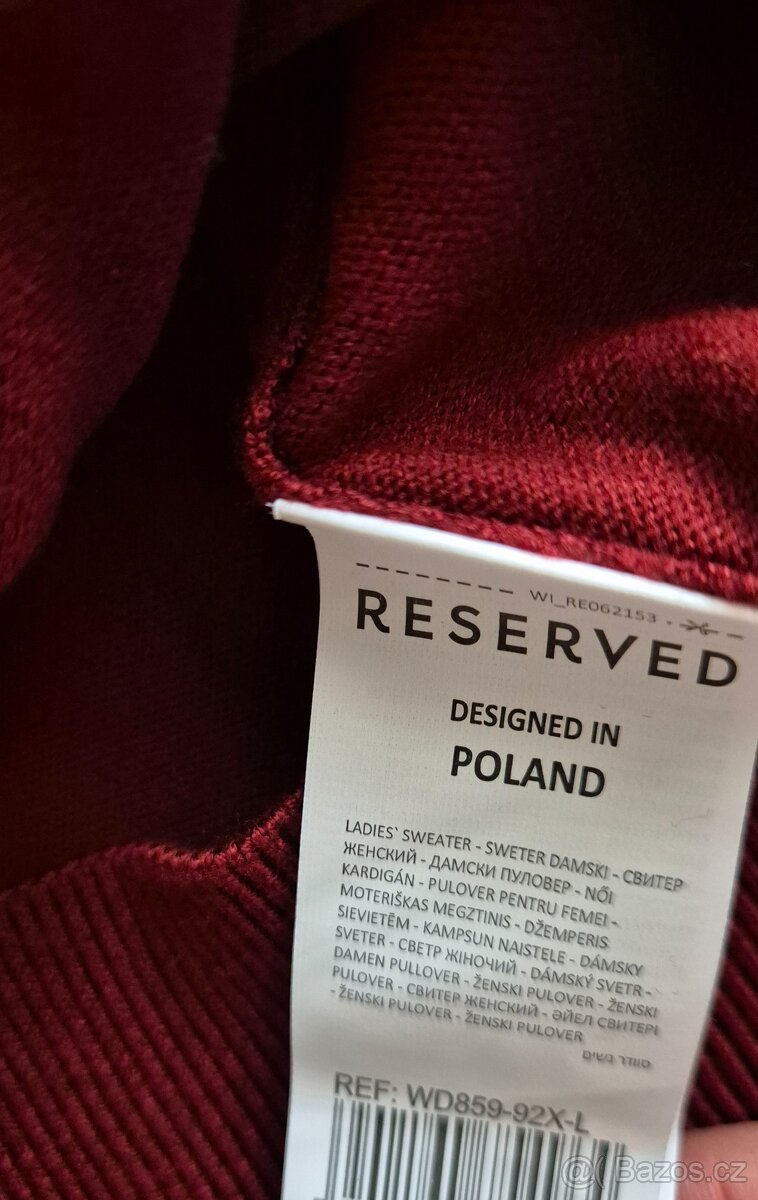 WI_RE062153
RESERVED
DESIGNED IN
POLAND
LADIES` SWEATER - SWETER DAMSKI - СВИТЕР
ЖЕНСКИЙ - ДАМСКИ ПУЛОВЕР - NŐI
KARDIGÁN - PULOVER PENTRU FEMEI -
MOTERIŠKAS MEGZTINIS - DŽEMPERIS
SIEVIETĒM - KAMPSUN NAISTELE - DÁMSKY
SVETER - СВЕТР ЖІНОЧИЙ - DÁMSKÝ SVETR -
DAMEN PULLOVER - ŽENSKI PULOVER - ŽENSKI
PULOVER - СВИТЕР ЖЕНСКИЙ - ӘЙЕЛ СВИТЕРІ
- ŽENSKI PULOVER - ŽENSKI PULOVER
סוודר נשים
REF: WD859-92X-L
@( Bazos.cz